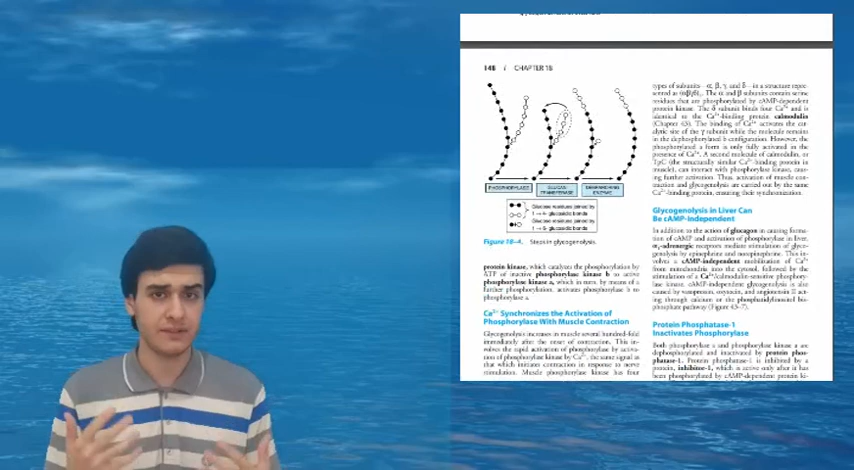 148 / CHAPTER 18
PHOSPHORYLASE
GLUCAN
TRANSFERASE
DEBRANCHING
ENZYME
Glucose residues joined by
1 → 4- glucosidic bonds
Glucose residues joined by
1 → 6- glucosidic bonds
Figure 18–4. Steps in glycogenolysis.
protein kinase, which catalyzes the phosphorylation by
ATP of inactive phosphorylase kinase b to active
phosphorylase kinase a, which in turn, by means of a
further phosphorylation, activates phosphorylase b to
phosphorylase a.
Ca2+ Synchronizes the Activation of
Phosphorylase With Muscle Contraction
Glycogenolysis increases in muscle several hundred-fold
immediately after the onset of contraction. This in-
volves the rapid activation of phosphorylase by activa-
tion of phosphorylase kinase by Ca2+, the same signal as
that which initiates contraction in response to nerve
stimulation. Muscle phosphorylase kinase has four
types of subunits—α, β, γ, and δ—in a structure repre-
sented as (αβγδ)4. The α and β subunits contain serine
residues that are phosphorylated by cAMP-dependent
protein kinase. The δ subunit binds four Ca2+ and is
identical to the Ca2+-binding protein calmodulin
(Chapter 43). The binding of Ca2+ activates the cat-
alytic site of the γ subunit while the molecule remains
in the dephosphorylated b configuration. However, the
phosphorylated a form is only fully activated in the
presence of Ca2+. A second molecule of calmodulin, or
TpC (the structurally similar Ca2+-binding protein in
muscle), can interact with phosphorylase kinase, caus-
ing further activation. Thus, activation of muscle con-
traction and glycogenolysis are carried out by the same
Ca2+-binding protein, ensuring their synchronization.
Glycogenolysis in Liver Can
Be cAMP-Independent
In addition to the action of glucagon in causing forma-
tion of cAMP and activation of phosphorylase in liver,
α1-adrenergic receptors mediate stimulation of glyco-
genolysis by epinephrine and norepinephrine. This in-
volves a cAMP-independent mobilization of Ca2+
from mitochondria into the cytosol, followed by the
stimulation of a Ca2+/calmodulin-sensitive phosphory-
lase kinase. cAMP-independent glycogenolysis is also
caused by vasopressin, oxytocin, and angiotensin II act-
ing through calcium or the phosphatidylinositol bis-
phosphate pathway (Figure 43–7).
Protein Phosphatase-1
Inactivates Phosphorylase
Both phosphorylase a and phosphorylase kinase a are
dephosphorylated and inactivated by protein phos-
phatase-1. Protein phosphatase-1 is inhibited by a
protein, inhibitor-1, which is active only after it has
been phosphorylated by cAMP-dependent protein ki-